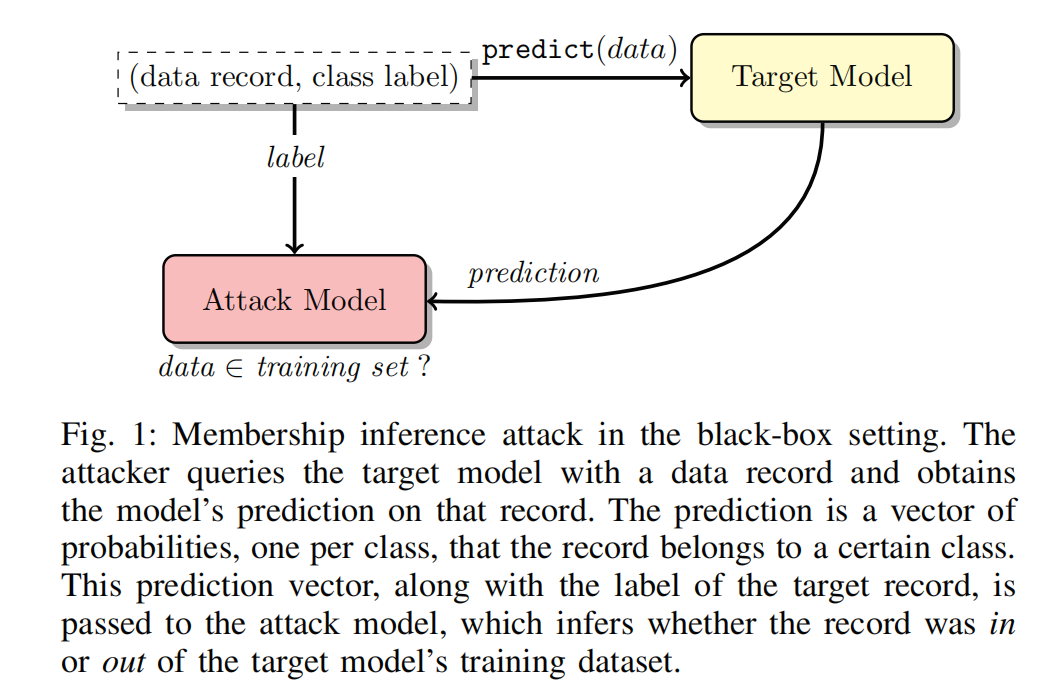 predict(data)
(data record, class label)
Target Model
label
prediction
Attack Model
data ∈ training set ?
Fig. 1: Membership inference attack in the black-box setting. The
attacker queries the target model with a data record and obtains
the model’s prediction on that record. The prediction is a vector of
probabilities, one per class, that the record belongs to a certain class.
This prediction vector, along with the label of the target record, is
passed to the attack model, which infers whether the record was in
or out of the target model’s training dataset.